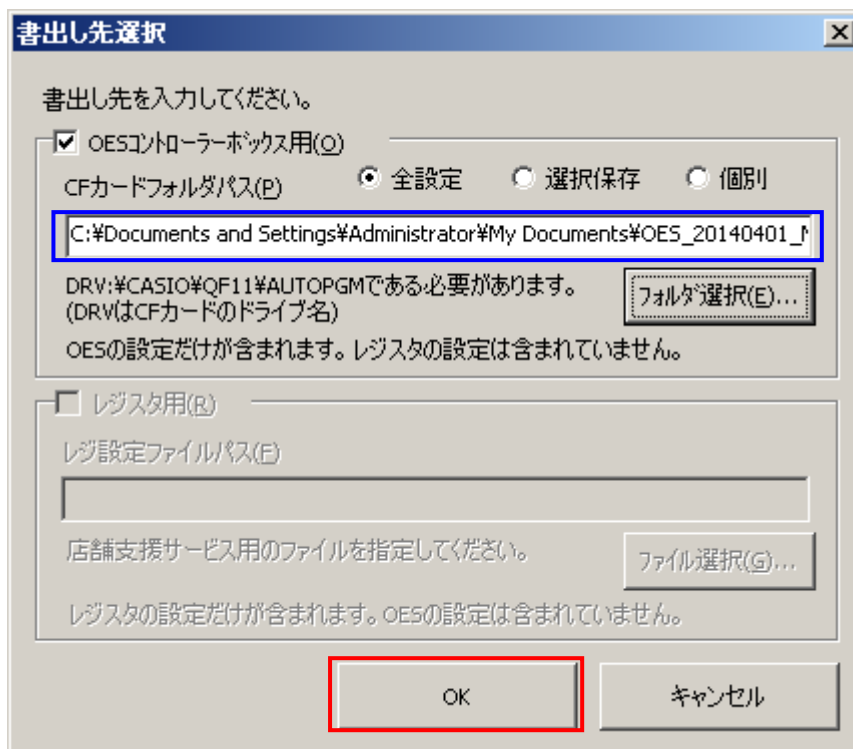 書出し先選択
書出し先を入力してください。
OESコントローラーボックス用(O)
CFカードフォルダパス(P) 全設定 選択保存 個別
C:¥Documents and Settings¥Administrator¥My Documents¥OES_20140401_
DRV:¥CASIO¥QF11¥AUTOPGMである必要があります。
(DRVはCFカードのドライブ名)
フォルダ選択(E)...
OESの設定だけが含まれます。レジスタの設定は含まれていません。
レジスタ用(R)
レジ設定ファイルパス(F)
店舗支援サービス用のファイルを指定してください。
ファイル選択(G)...
レジスタの設定だけが含まれます。OESの設定は含まれていません。
OK キャンセル